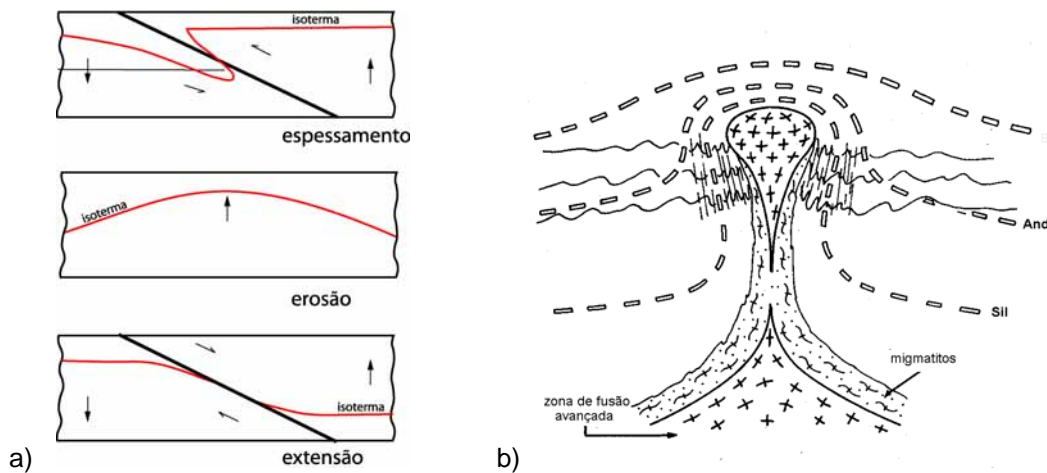 isoterma
espessamento
isoterma
erosão
isoterma
extensão
a)
And
Sil
migmatitos
zona de fusão
avançada
b)